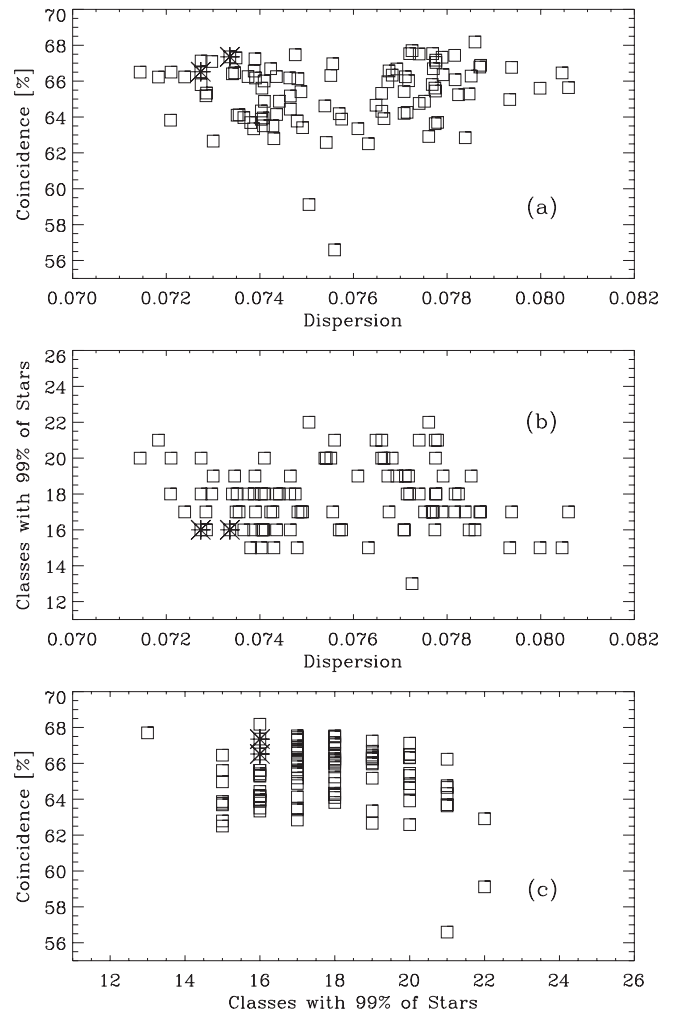 70
68
66
64
62
60
58
56
Coincidence [%]
(a)
0.070 0.072 0.074 0.076 0.078 0.080 0.082
Dispersion
26
24
22
20
18
16
14
12
Classes with 99% of Stars
(b)
0.070 0.072 0.074 0.076 0.078 0.080 0.082
Dispersion
70
68
66
64
62
60
58
56
Coincidence [%]
(c)
12 14 16 18 20 22 24 26
Classes with 99% of Stars